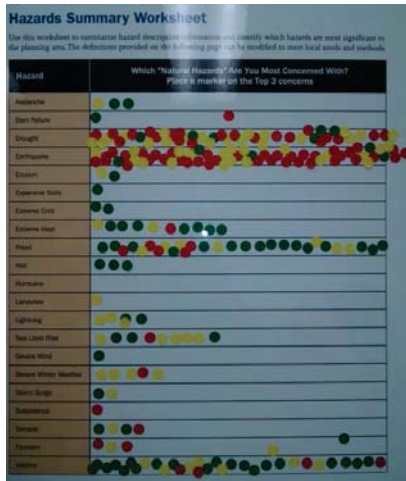 Hazards Summary Worksheet
Use this worksheet to summarize hazard description information and identify which hazards are most significant to
the planning area. The definitions provided on the following page can be modified to meet local needs and methods.
Hazard
Which "Natural Hazards" Are You Most Concerned With?
Place a marker on the Top 3 concerns
Avalanche
Dam Failure
Drought
Earthquake
Erosion
Expansive Soils
Extreme Cold
Extreme Heat
Flood
Hail
Hurricane
Landslide
Lightning
Sea Level Rise
Severe Wind
Severe Winter Weather
Storm Surge
Subsidence
Tornado
Tsunami
Wildfire